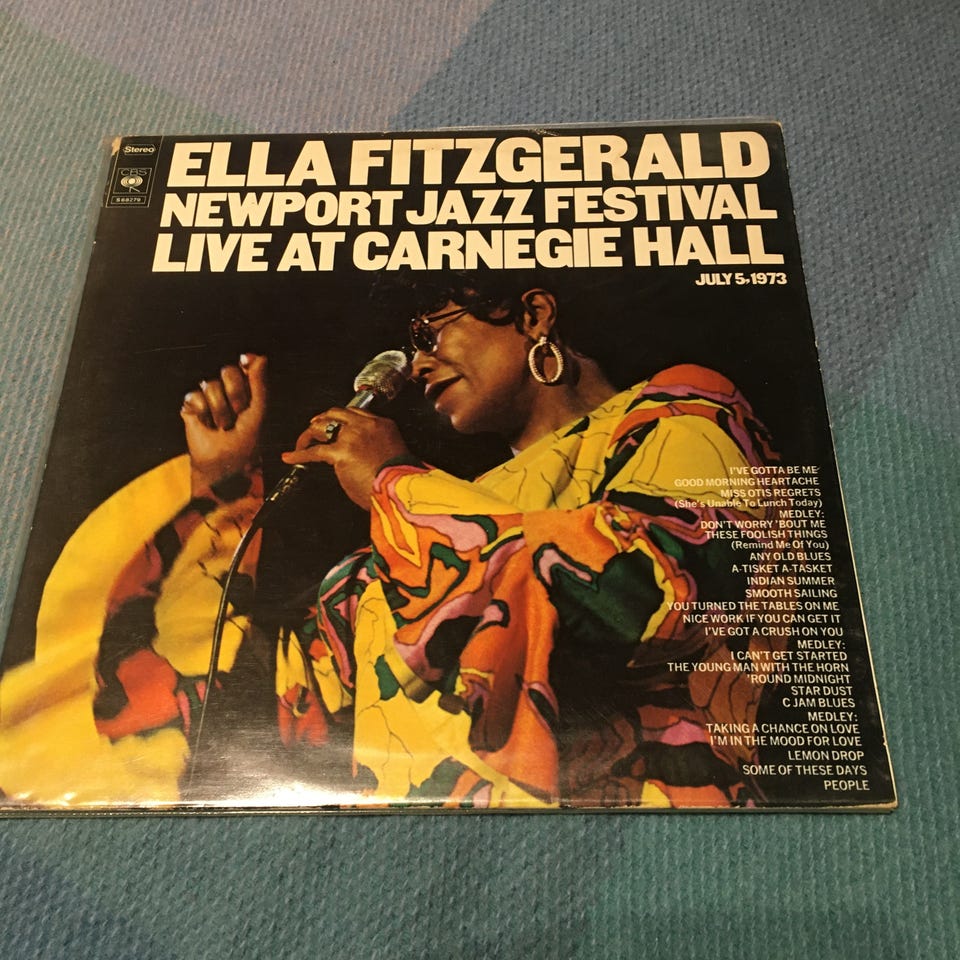 Stereo
CBS
S 68279
ELLA FITZGERALD
NEWPORT JAZZ FESTIVAL
LIVE AT CARNEGIE HALL
JULY 5, 1973
I'VE GOTTA BE ME
GOOD MORNING HEARTACHE
MISS OTIS REGRETS
(She's Unable To Lunch Today)
MEDLEY:
DON'T WORRY 'BOUT ME
THESE FOOLISH THINGS
(Remind Me Of You)
ANY OLD BLUES
A-TISKET A-TASKET
INDIAN SUMMER
SMOOTH SAILING
YOU TURNED THE TABLES ON ME
NICE WORK IF YOU CAN GET IT
I'VE GOT A CRUSH ON YOU
MEDLEY:
I CAN'T GET STARTED
THE YOUNG MAN WITH THE HORN
'ROUND MIDNIGHT
STAR DUST
C JAM BLUES
MEDLEY:
TAKING A CHANCE ON LOVE
I'M IN THE MOOD FOR LOVE
LEMON DROP
SOME OF THESE DAYS
PEOPLE